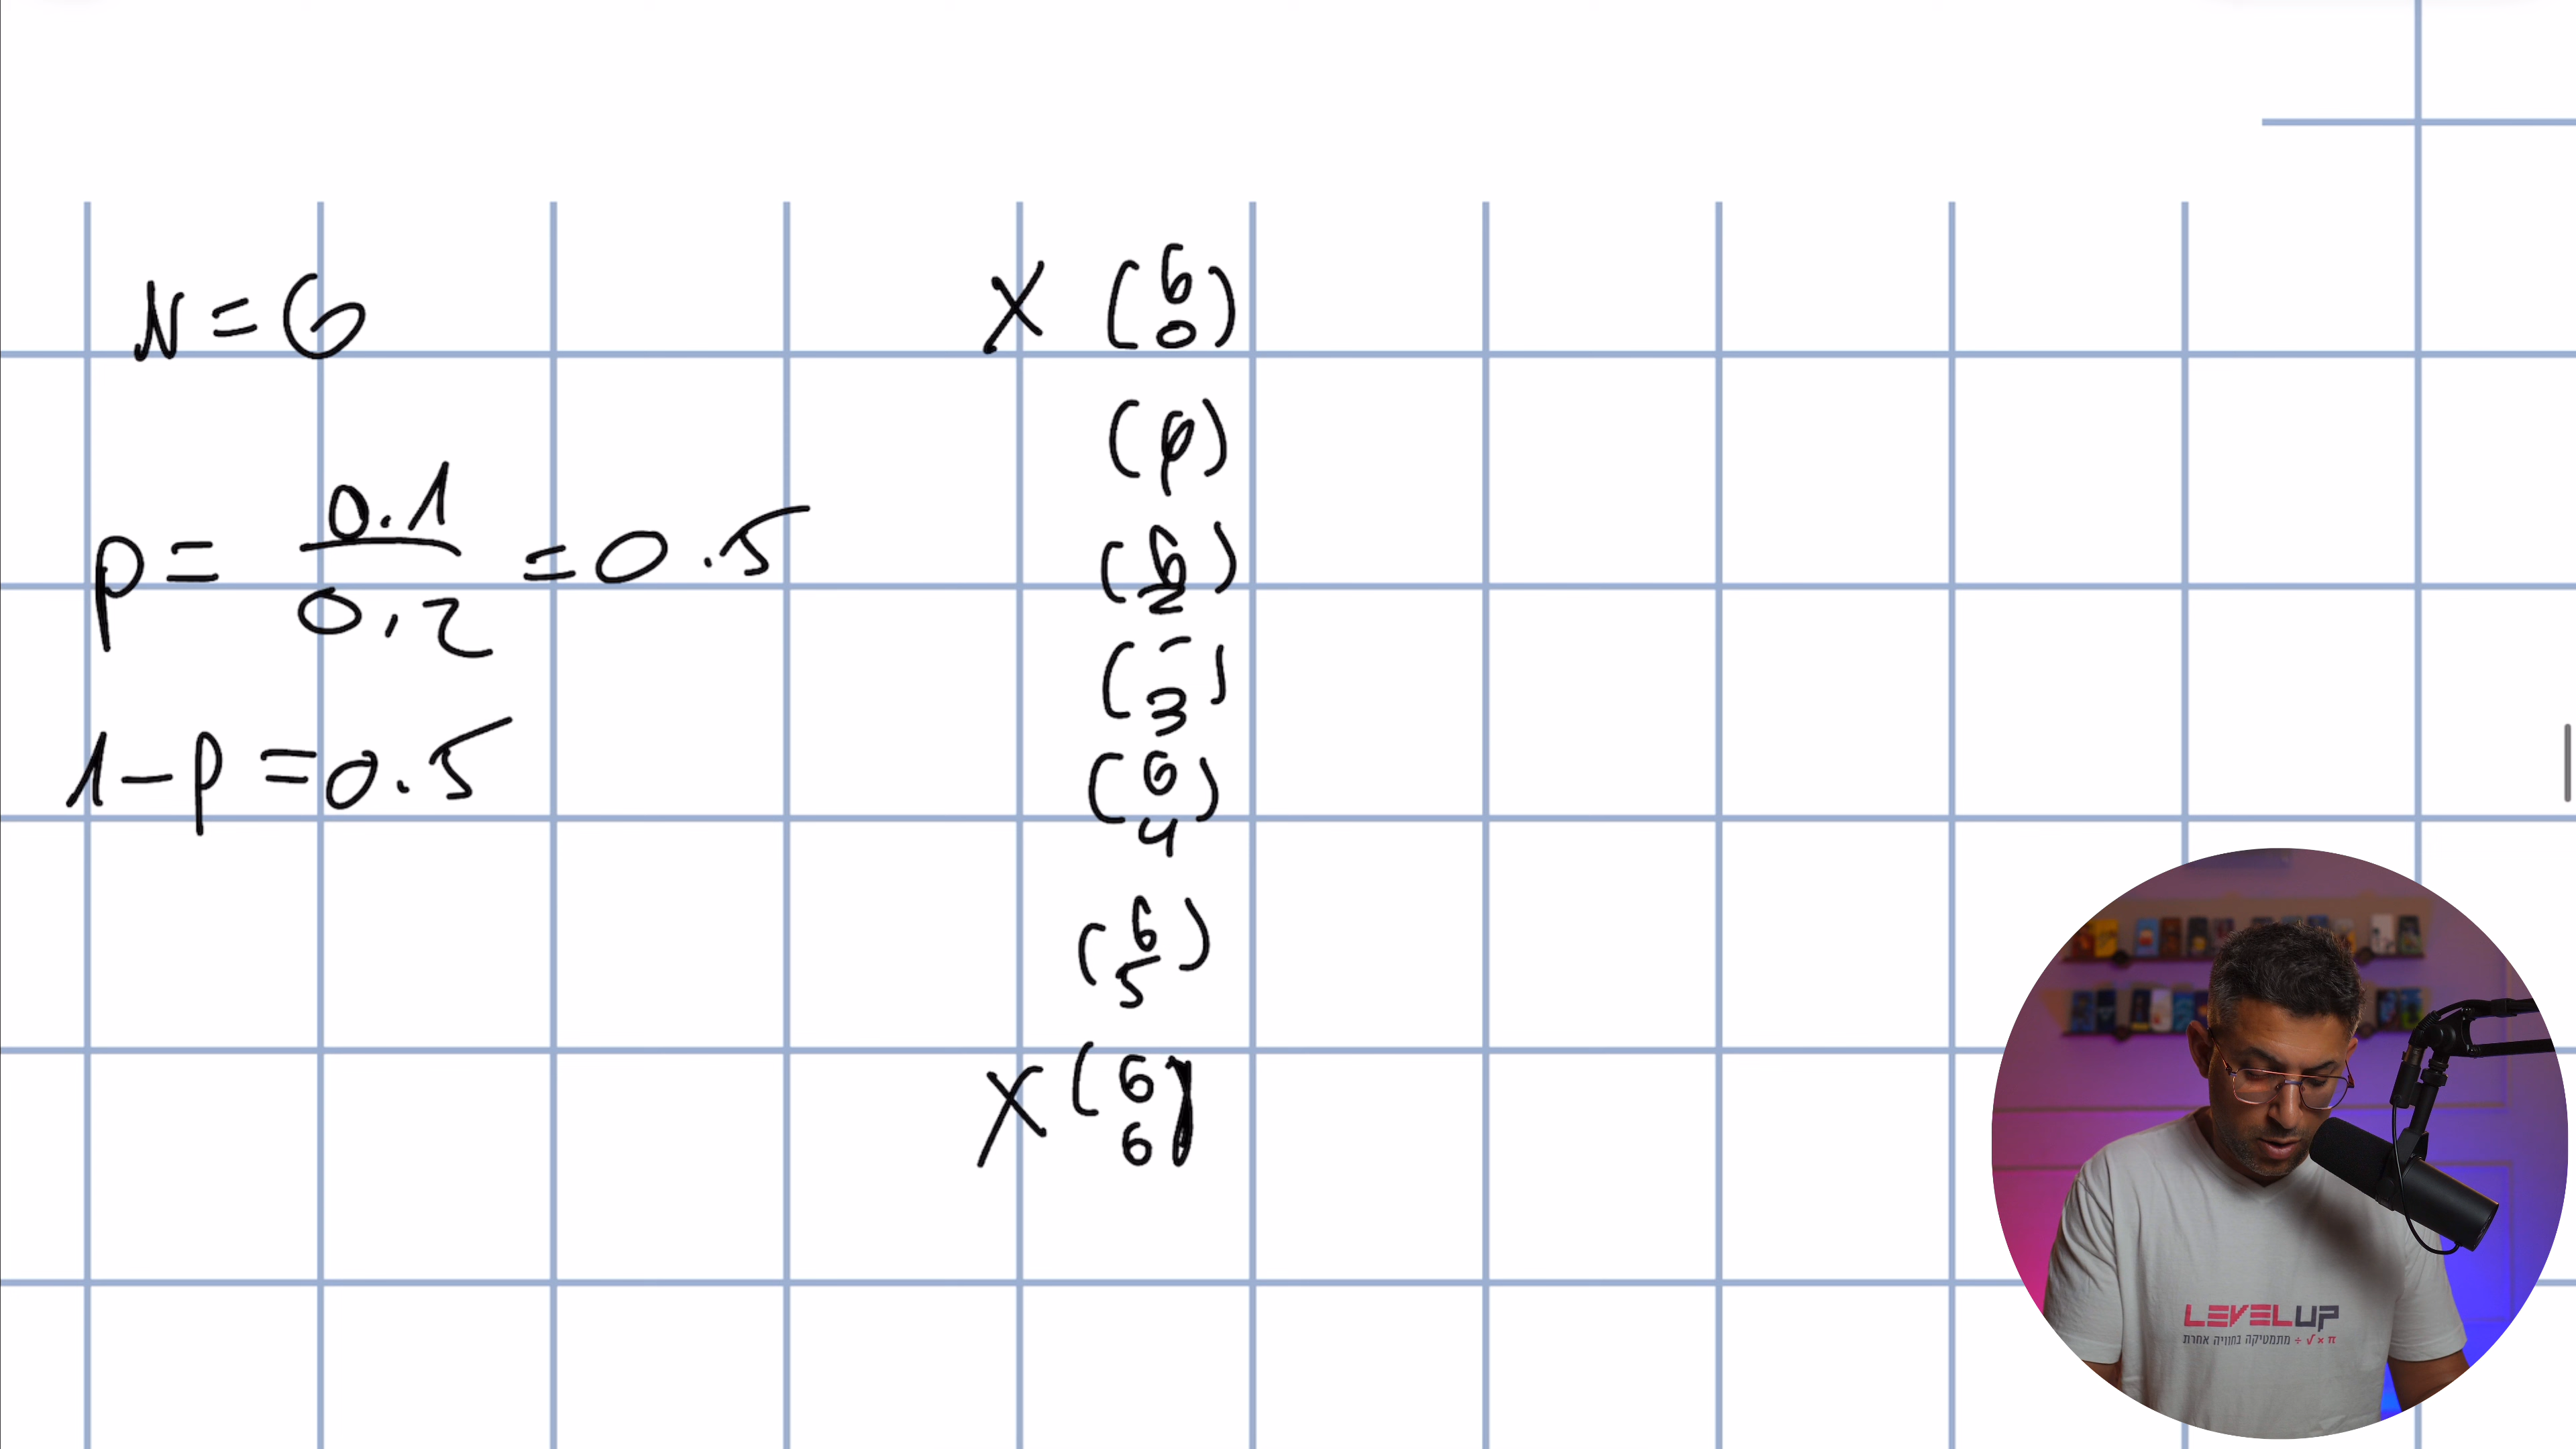 N = 6
p = 0.1 / 0.2 = 0.5
1 - p = 0.5
X (6 0)
(6 1)
(6 2)
( 3)
(6 4)
(6 5)
X (6 6)
LEVELUP
מתמטיקה בחוויה אחרת ÷ √ × π